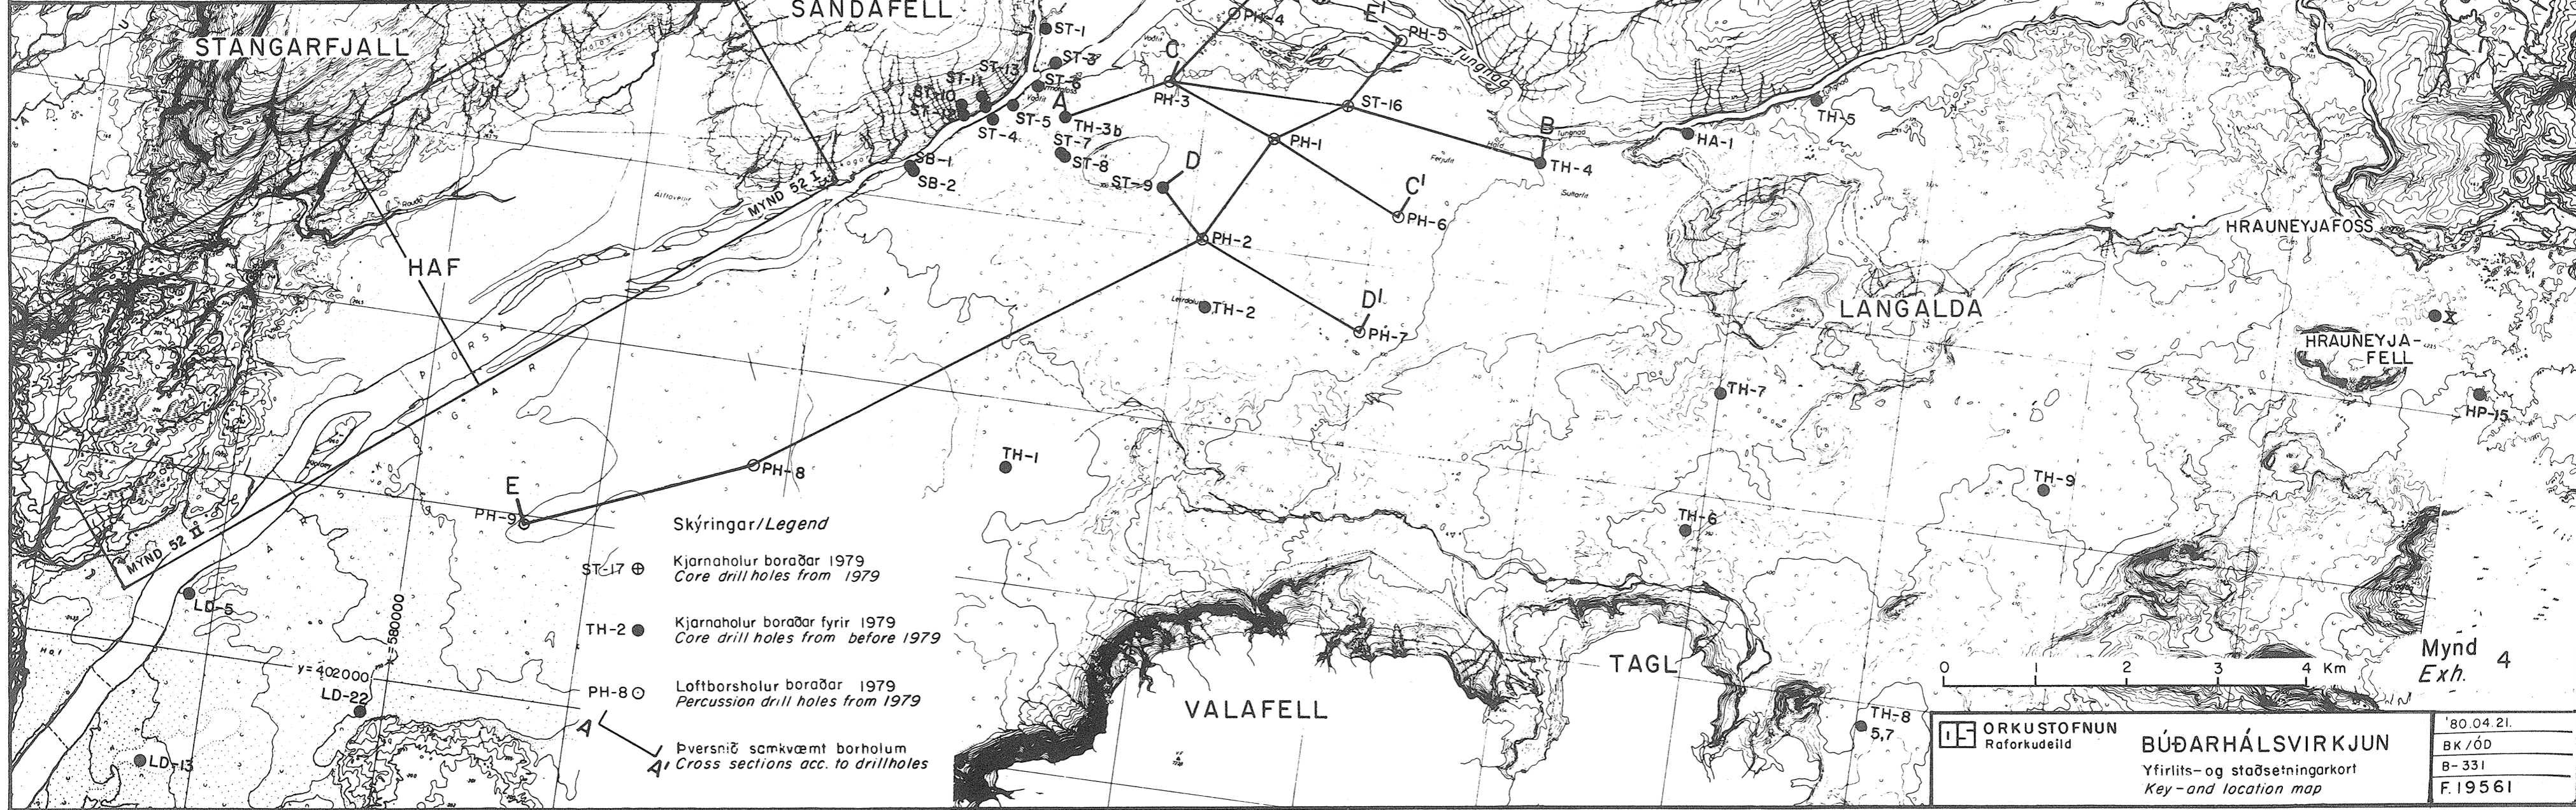 SANDAFELL
STANGARFJALL
PH-4
E'
PH-5
Tungnaá
ST-1
ST-3
ST-13
ST-6
ST-11
ST-10
C
PH-3
A
TH-3b
ST-4
ST-5
ST-7
ST-8
ST-16
PH-1
B
TH-4
HA-1
TH-5
SB-1
SB-2
ST-9
D
C'
PH-6
PH-2
HRAUNEYJAFOSS
MYND 52 I
HAF
TH-2
D'
PH-7
LANGALDA
HRAUNEYJA-
FELL
TH-7
HP-15
TH-1
PH-8
E
PH-9
TH-9
TH-6
MYND 52 II
LD-5
x=580000
y=402000
LD-22
LD-13
Skýringar/Legend
ST-17 Kjarnaholur boraðar 1979
Core drill holes from 1979
TH-2 Kjarnaholur boraðar fyrir 1979
Core drill holes from before 1979
PH-8 Loftborsholur boraðar 1979
Percussion drill holes from 1979
A
A' Þversnið samkvæmt borholum
Cross sections acc. to drillholes
VALAFELL
TAGL
TH-8
5,7
0 1 2 3 4 Km
Mynd 4
Exh.
OS ORKUSTOFNUN
Raforkudeild
BÚÐARHÁLSVIRKJUN
Yfirlits-og staðsetningarkort
Key-and location map
'80.04.21.
BK/ÓD
B-331
F.19561